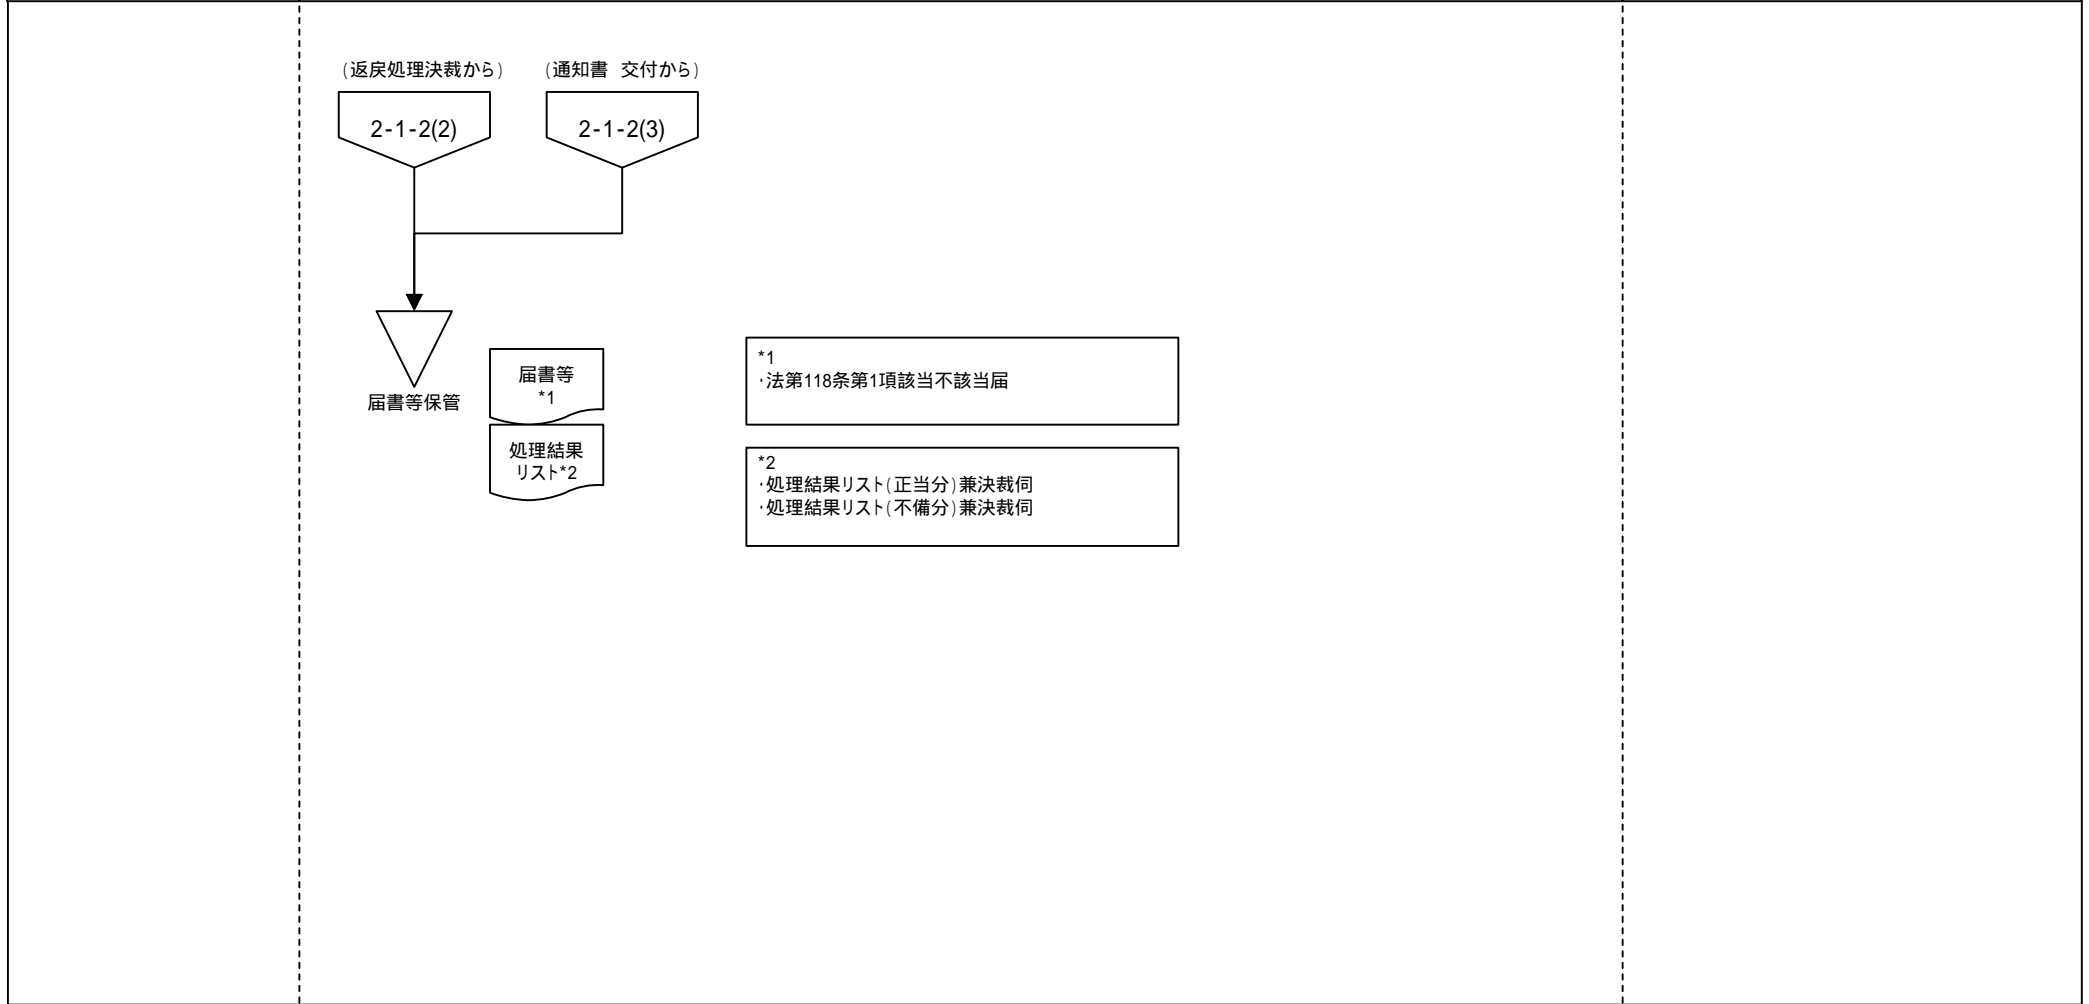 (返戻処理決裁から)
(通知書 交付から)
2-1-2(2)
2-1-2(3)
届書等保管
届書等
*1
処理結果
リスト*2
*1
・法第118条第1項該当不該当届
*2
・処理結果リスト(正当分)兼決裁伺
・処理結果リスト(不備分)兼決裁伺